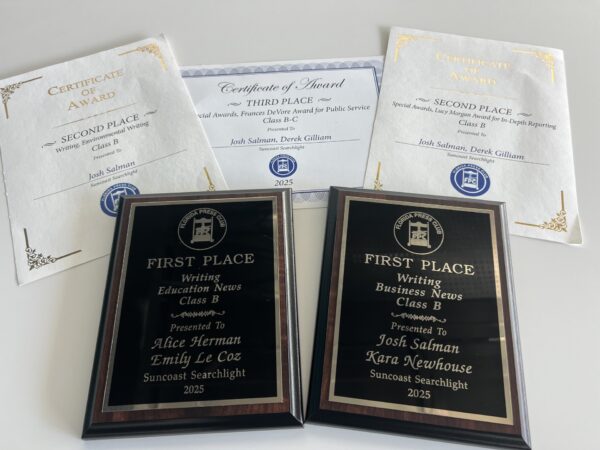 CERTIFICATE
OF
AWARD
SECOND PLACE
Writing, Environmental Writing
Class B
Presented To
Josh Salman
Suncoast Searchlight
Certificate of Award
THIRD PLACE
cial Awards, Frances DeVore Award for Public Service
Class B-C
Presented To
Josh Salman, Derek Gilliam
Suncoast Searchlight
2025
CERTIFICATE
OF
AWARD
SECOND PLACE
Special Awards, Lucy Morgan Award for In-Depth Reporting
Class B
Presented To
Josh Salman, Derek Gilliam
Suncoast Searchlight
FLORIDA PRESS CLUB
FIRST PLACE
Writing
Education News
Class B
Presented To
Alice Herman
Emily Le Coz
Suncoast Searchlight
2025
FLORIDA PRESS CLUB
FIRST PLACE
Writing
Business News
Class B
Presented To
Josh Salman
Kara Newhouse
Suncoast Searchlight
2025